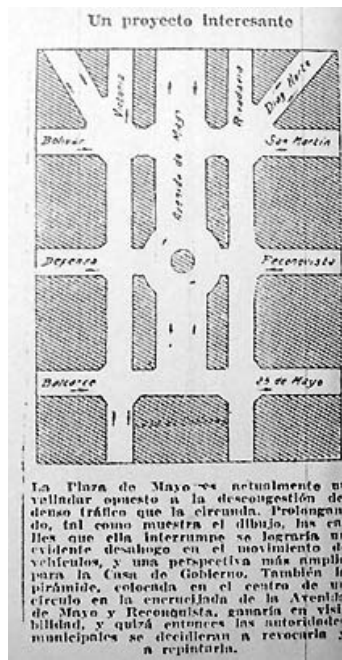 Un proyecto interesante
Victoria
Avenida de Mayo
Rivadavia
Diag. Norte
Bolívar
San Martín
Defensa
Reconquista
Balcarce
25 de Mayo
La Plaza de Mayo es actualmente un
valladar opuesto a la descongestión del
denso tráfico que la circunda. Prolongan-
do, tal como muestra el dibujo, las ca-
lles que ella interrumpe se lograría un
evidente desahogo en el movimiento de
vehículos, y una perspectiva más amplia
para la Casa de Gobierno. También la
pirámide, colocada en el centro de un
círculo en la encrucijada de la Avenida
de Mayo y Reconquista, ganaría en visi-
bilidad, y quizá entonces las autoridades
municipales se decidieran a revocarla y
a repintarla.